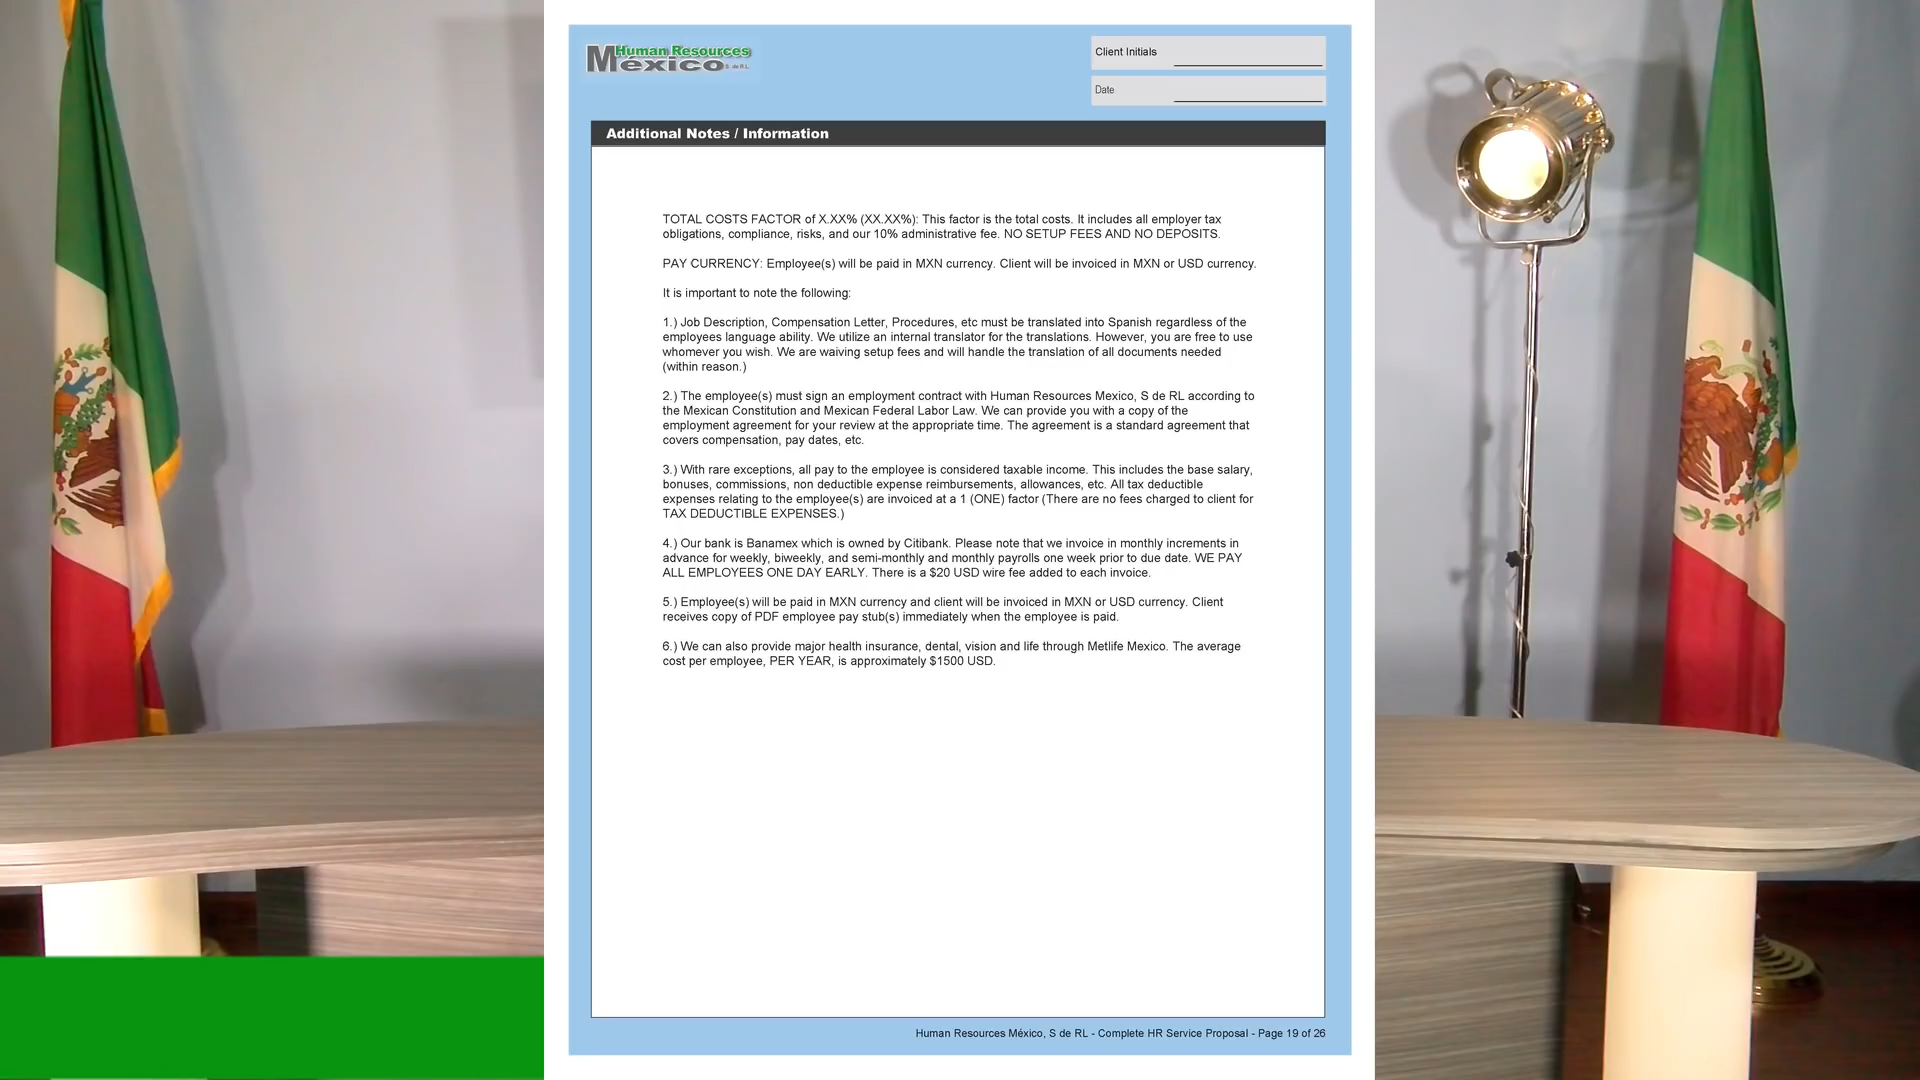 Human Resources
México S de R.L.
Client Initials
Date
Additional Notes / Information
TOTAL COSTS FACTOR of X.XX% (XX.XX%): This factor is the total costs. It includes all employer tax
obligations, compliance, risks, and our 10% administrative fee. NO SETUP FEES AND NO DEPOSITS.
PAY CURRENCY: Employee(s) will be paid in MXN currency. Client will be invoiced in MXN or USD currency.
It is important to note the following:
1.) Job Description, Compensation Letter, Procedures, etc must be translated into Spanish regardless of the
employees language ability. We utilize an internal translator for the translations. However, you are free to use
whomever you wish. We are waiving setup fees and will handle the translation of all documents needed
(within reason.)
2.) The employee(s) must sign an employment contract with Human Resources Mexico, S de RL according to
the Mexican Constitution and Mexican Federal Labor Law. We can provide you with a copy of the
employment agreement for your review at the appropriate time. The agreement is a standard agreement that
covers compensation, pay dates, etc.
3.) With rare exceptions, all pay to the employee is considered taxable income. This includes the base salary,
bonuses, commissions, non deductible expense reimbursements, allowances, etc. All tax deductible
expenses relating to the employee(s) are invoiced at a 1 (ONE) factor (There are no fees charged to client for
TAX DEDUCTIBLE EXPENSES.)
4.) Our bank is Banamex which is owned by Citibank. Please note that we invoice in monthly increments in
advance for weekly, biweekly, and semi-monthly and monthly payrolls one week prior to due date. WE PAY
ALL EMPLOYEES ONE DAY EARLY. There is a $20 USD wire fee added to each invoice.
5.) Employee(s) will be paid in MXN currency and client will be invoiced in MXN or USD currency. Client
receives copy of PDF employee pay stub(s) immediately when the employee is paid.
6.) We can also provide major health insurance, dental, vision and life through Metlife Mexico. The average
cost per employee, PER YEAR, is approximately $1500 USD.
Human Resources México, S de RL - Complete HR Service Proposal - Page 19 of 26